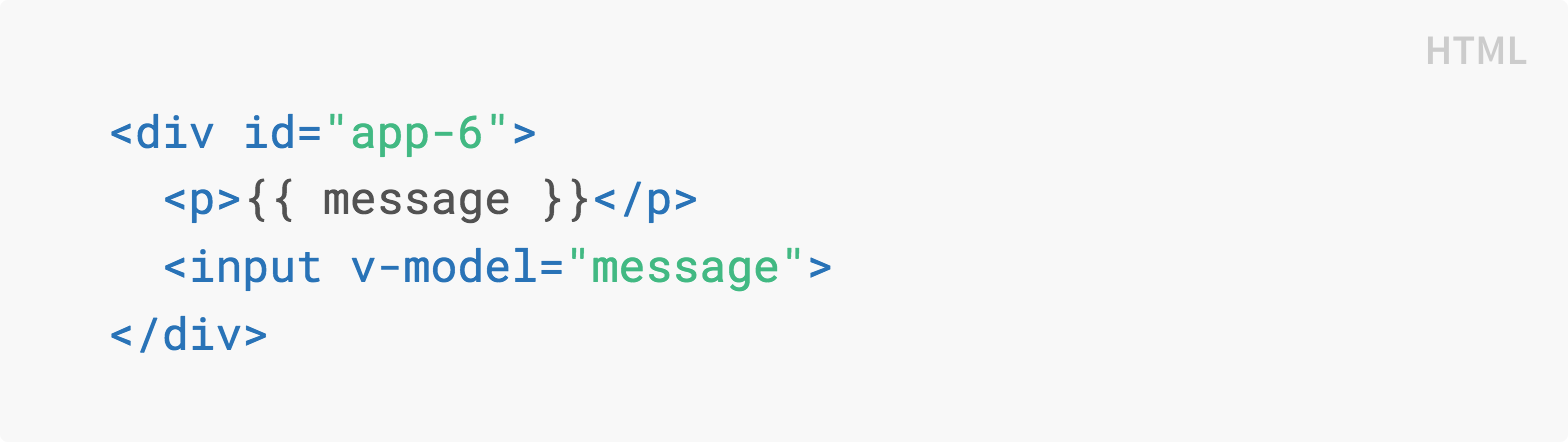 HTML
<div id="app-6">
  <p>{{ message }}</p>
  <input v-model="message">
</div>